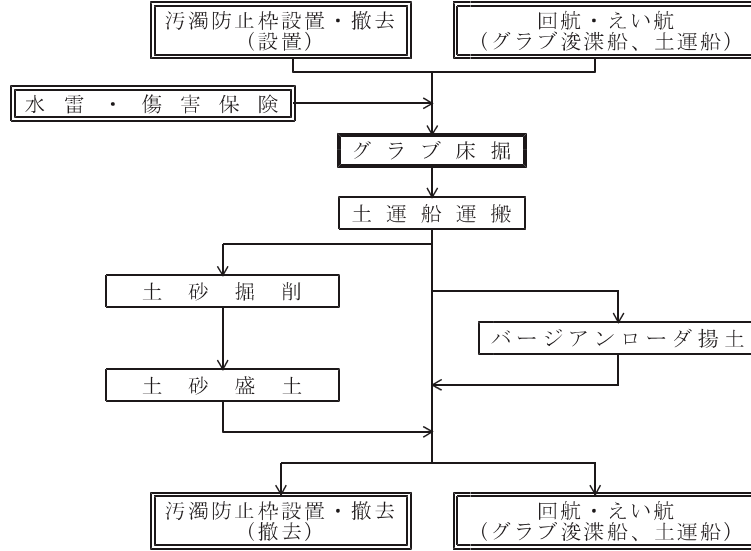 汚濁防止枠設置・撤去
(設置)
回航・えい航
(グラブ浚渫船、土運船)
水雷・傷害保険
グラブ床掘
土運船運搬
土砂掘削
バージアンローダ揚土
土砂盛土
汚濁防止枠設置・撤去
(撤去)
回航・えい航
(グラブ浚渫船、土運船)